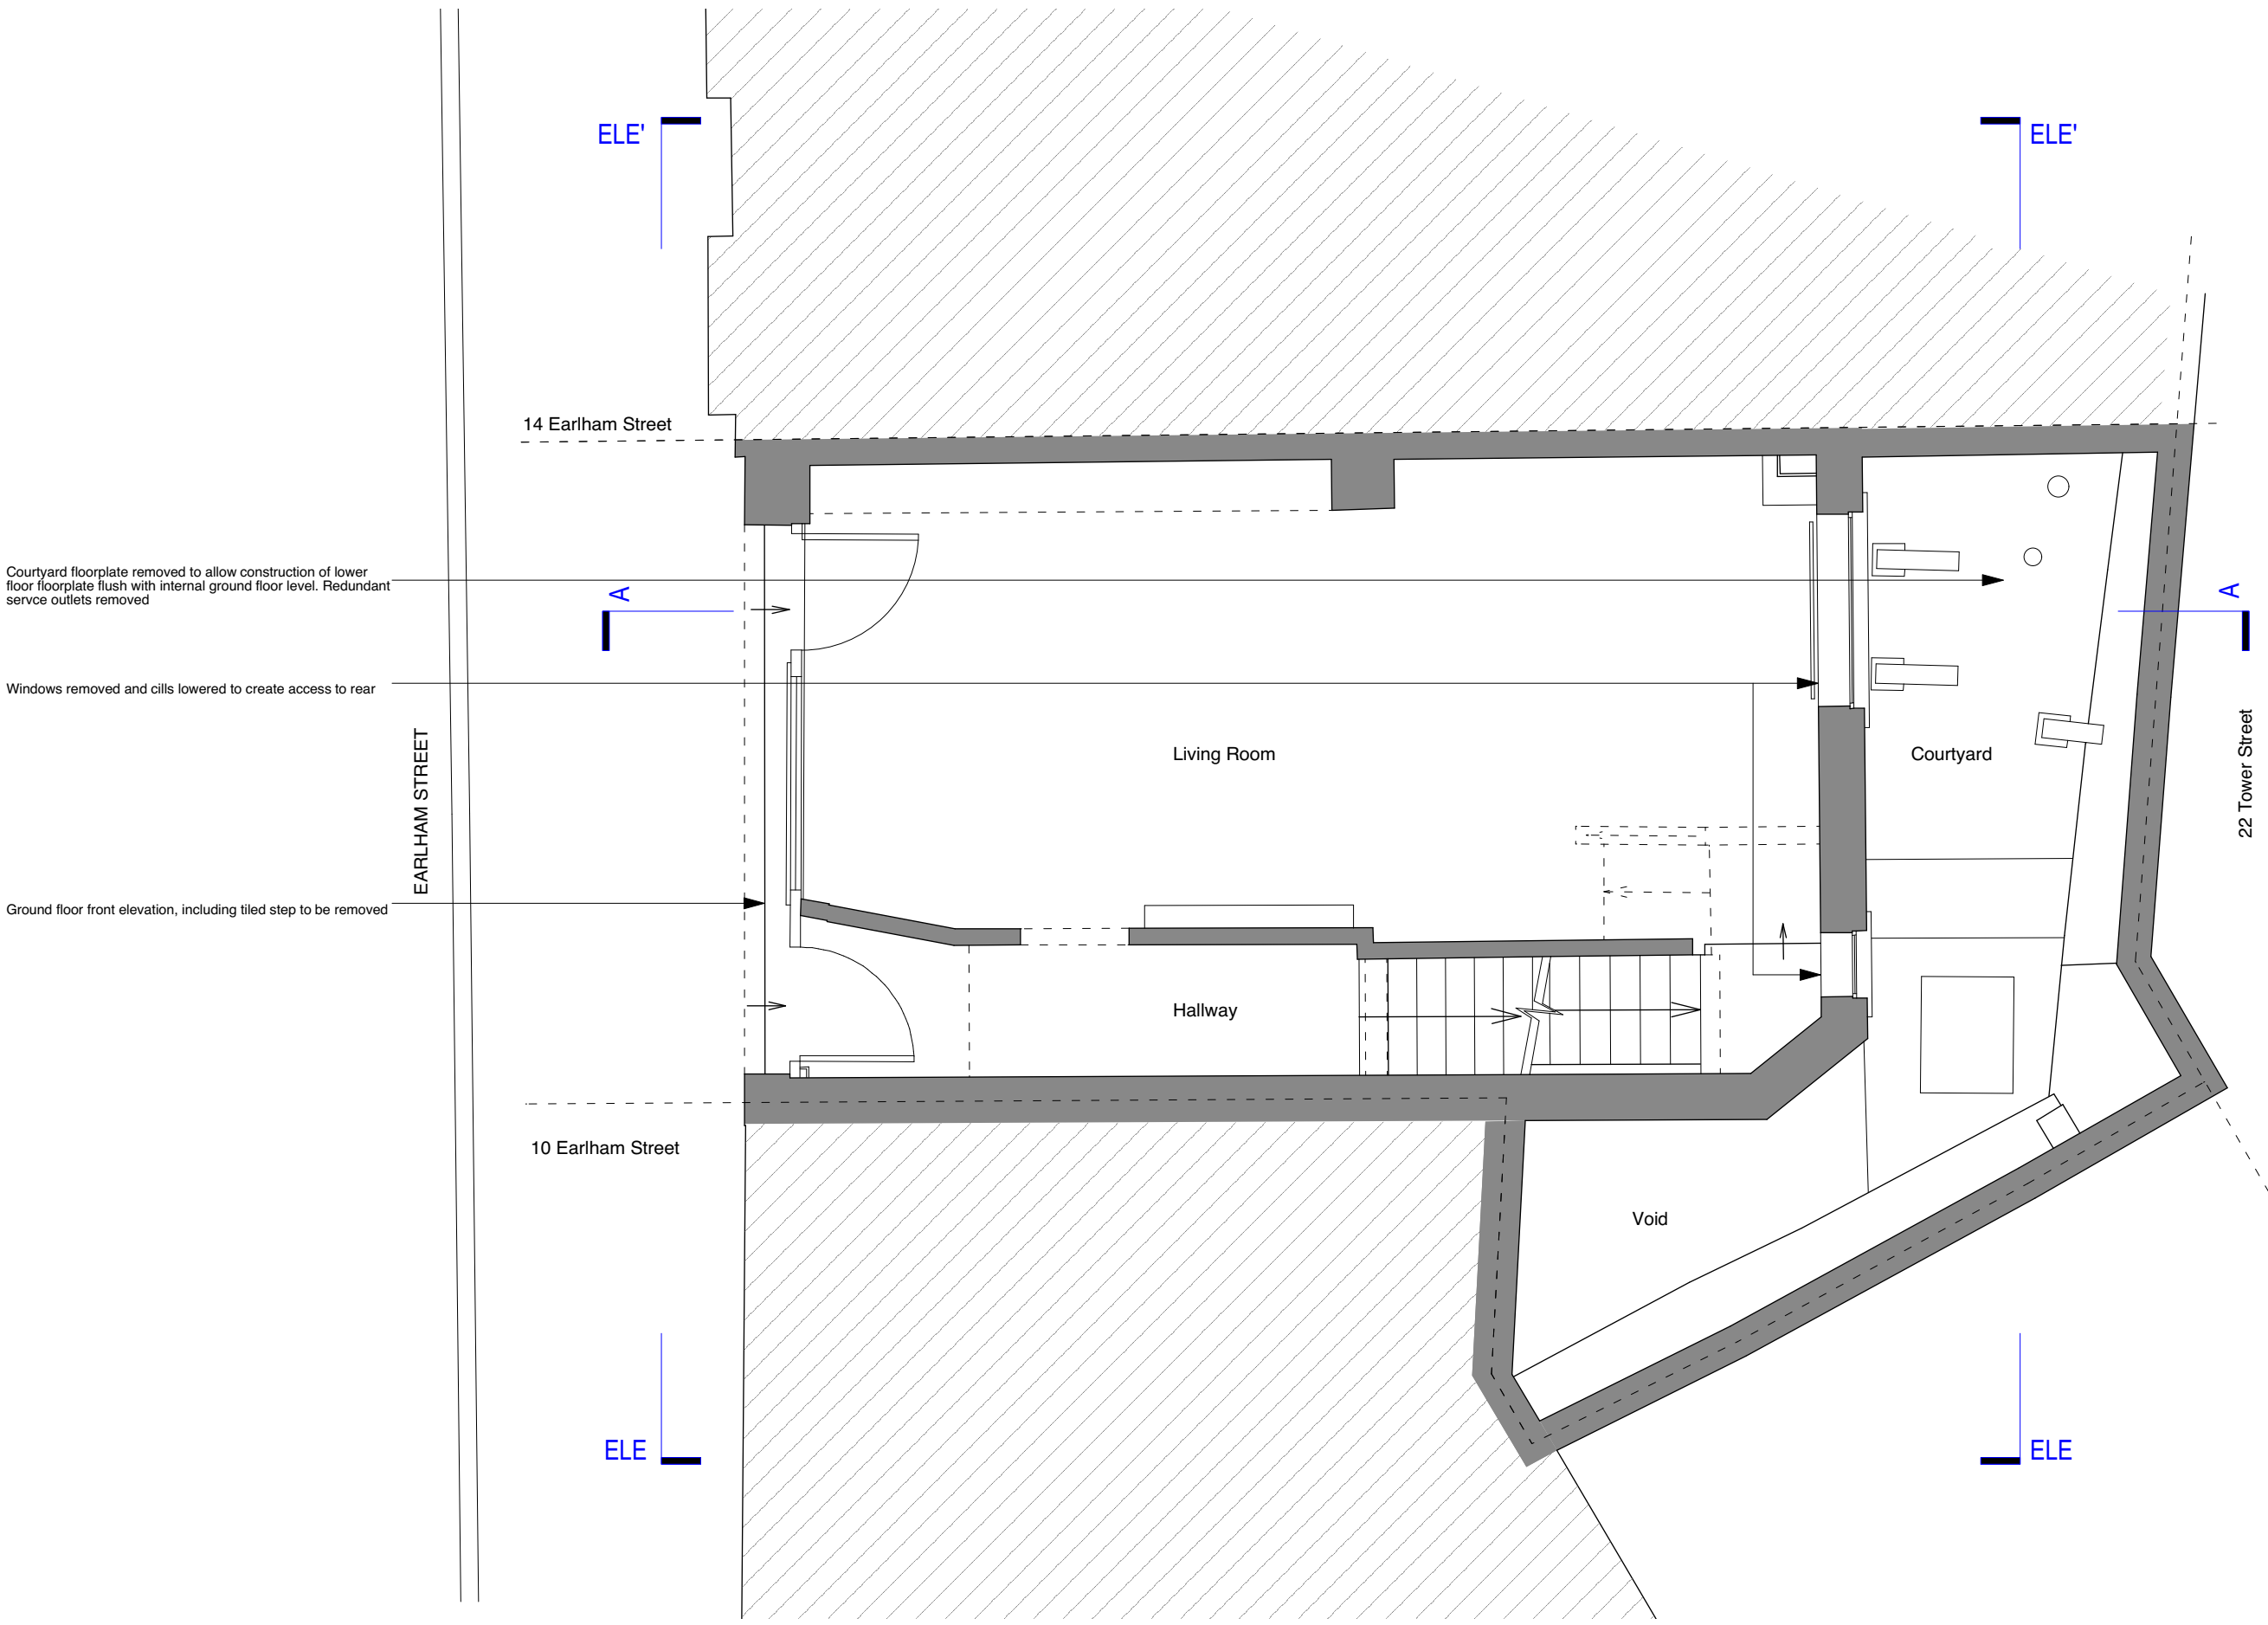 ELE'
ELE'
14 Earlham Street
Courtyard floorplate removed to allow construction of lower
floor floorplate flush with internal ground floor level. Redundant
servce outlets removed
A
A
Windows removed and cills lowered to create access to rear
EARLHAM STREET
Living Room
Courtyard
22 Tower Street
Ground floor front elevation, including tiled step to be removed
Hallway
10 Earlham Street
Void
ELE
ELE